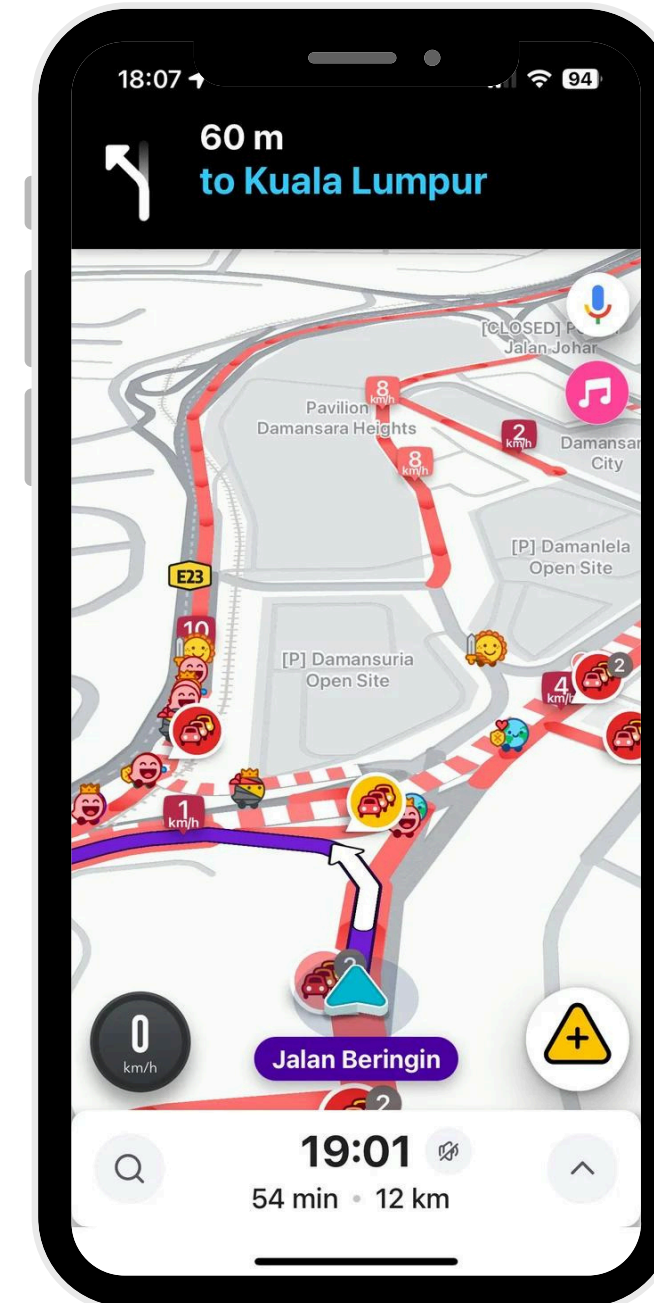 18:07
94
60 m
to Kuala Lumpur
[CLOSED]
Jalan Johar
8
km/h
Pavilion
Damansara Heights
2
km/h
8
km/h
City
[P] Damanlela
Open Site
E23
10
[P] Damansuria
Open Site
2
4
km/h
1
km/h
2
0
km/h
Jalan Beringin
2
19:01
54 min • 12 km